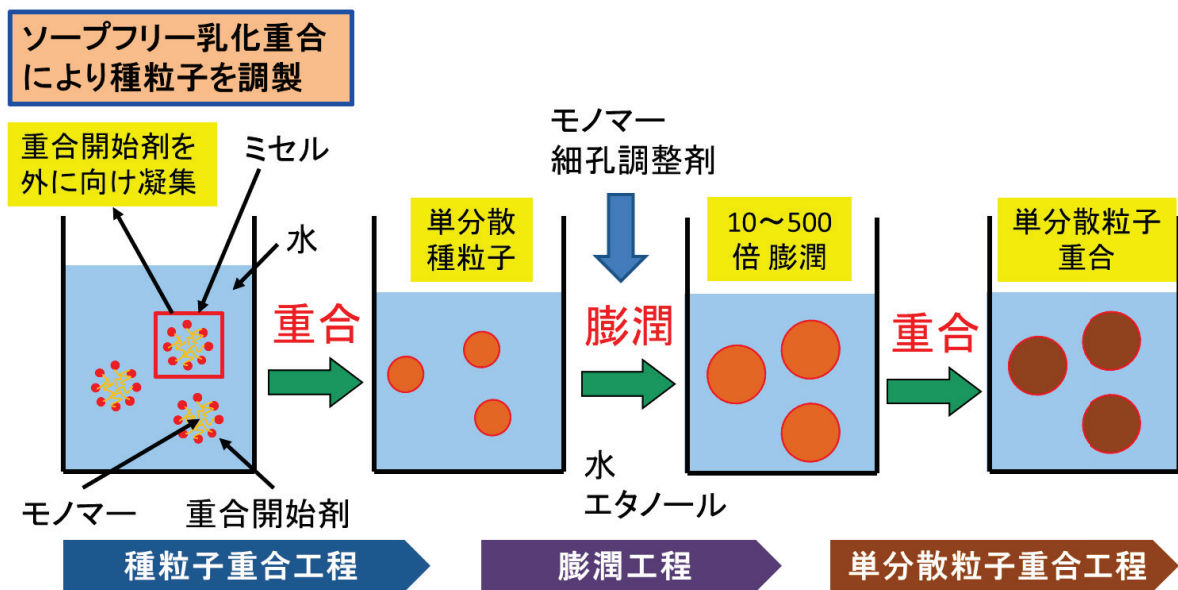 ソープフリー乳化重合
により種粒子を調製
重合開始剤を
外に向け凝集
ミセル
水
モノマー
重合開始剤
重合
単分散
種粒子
モノマー
細孔調整剤
膨潤
水
エタノール
10～500
倍 膨潤
重合
単分散粒子
重合
種粒子重合工程
膨潤工程
単分散粒子重合工程